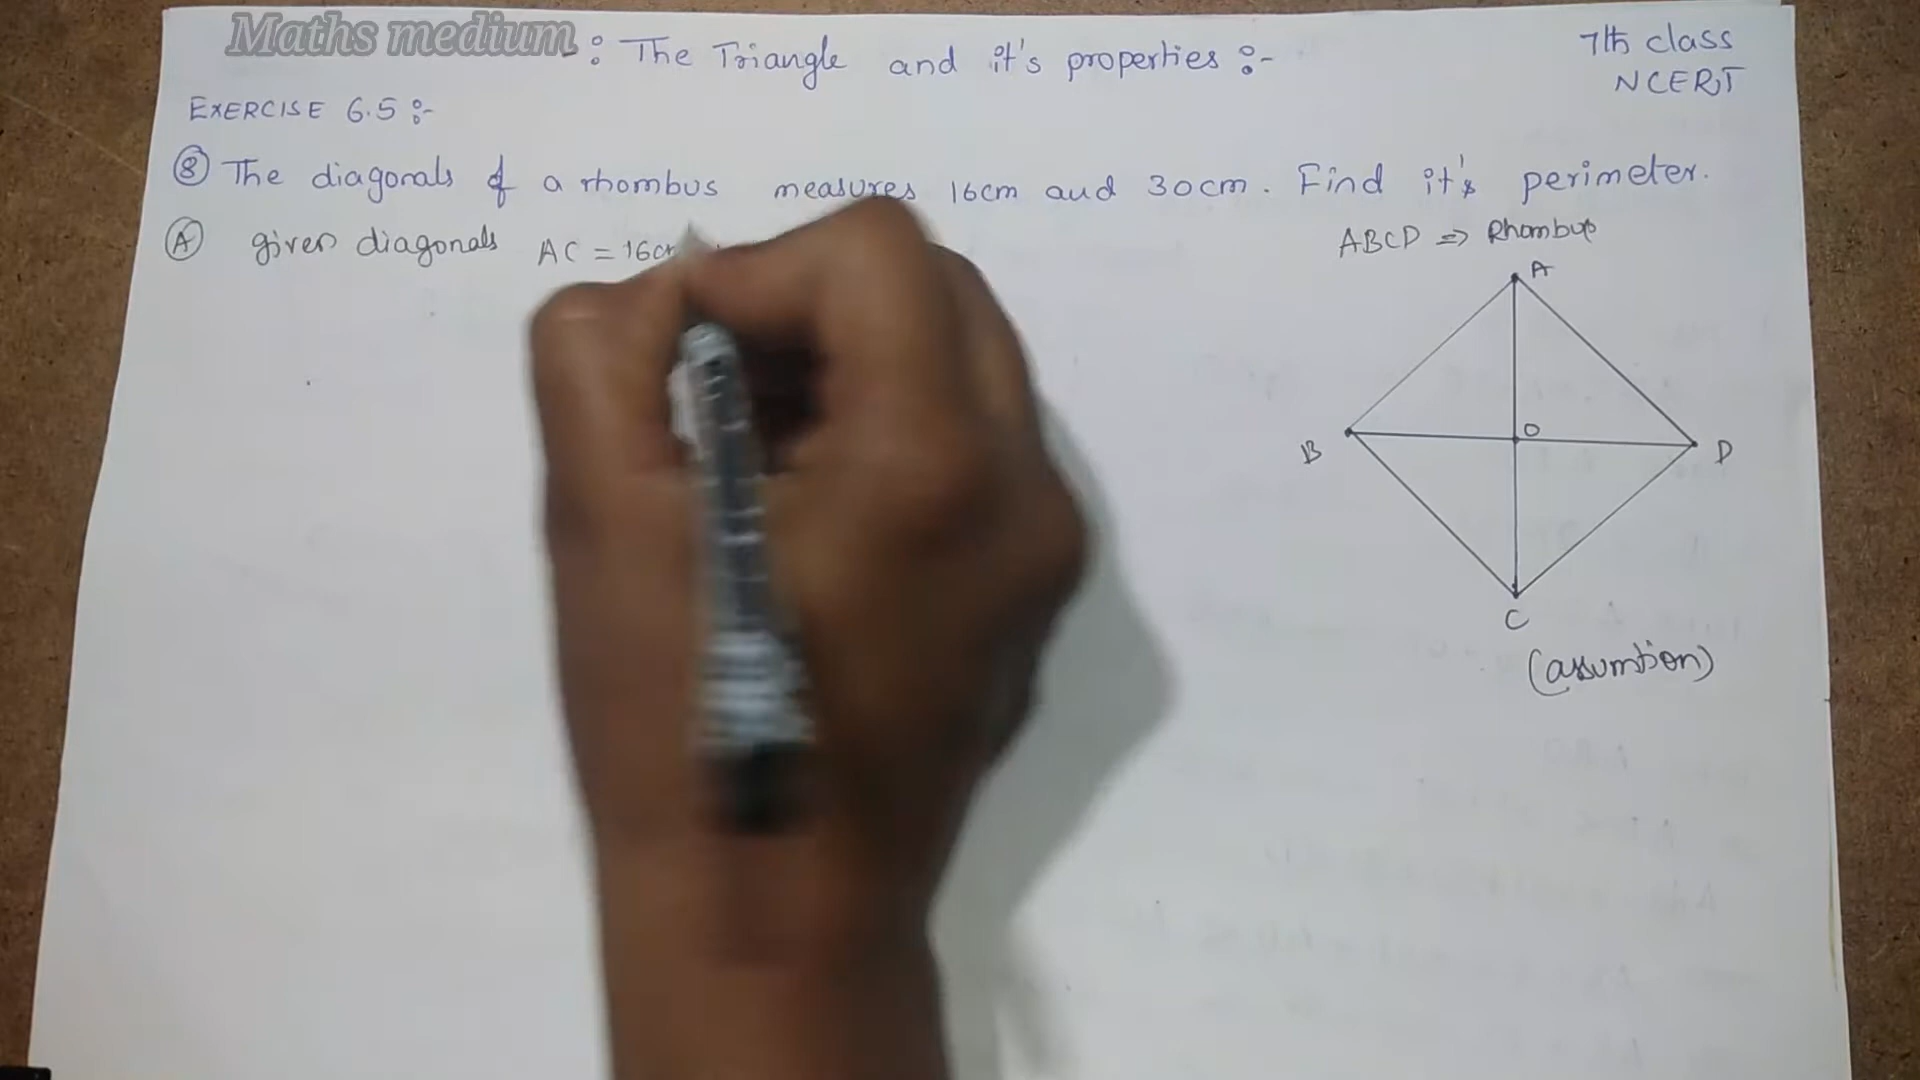 Maths medium
:- The Triangle and it's properties :-
7th class
NCERT
EXERCISE 6.5 :-
8 The diagonals of a rhombus measures 16cm and 30cm. Find it's perimeter.
A given diagonals AC = 16cm
ABCD => Rhombus
A
B
O
D
C
(assumtion)